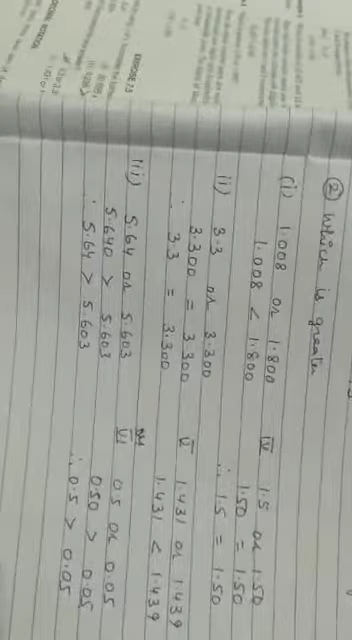 ② Which is greater
(i) 1.008 or 1.800
1.008 < 1.800
(ii) 3.3 or 3.300
3.300 = 3.300
∴ 3.3 = 3.300
(iii) 5.64 or 5.603
5.640 > 5.603
∴ 5.64 > 5.603
IV 1.5 or 1.50
1.50 = 1.50
∴ 1.5 = 1.50
V 1.431 or 1.439
1.431 < 1.439
VI 0.5 or 0.05
0.50 > 0.05
∴ 0.5 > 0.05
EXERCISE 7.5